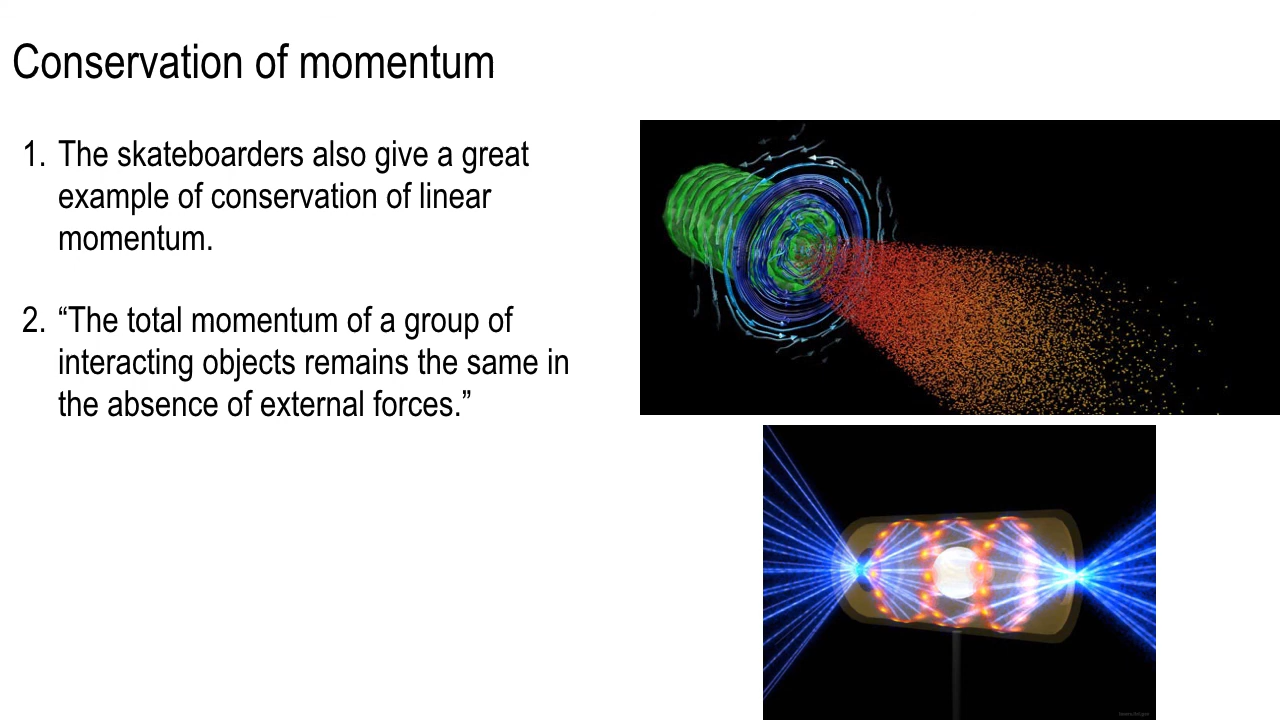 Conservation of momentum
1. The skateboarders also give a great
example of conservation of linear
momentum.
2. “The total momentum of a group of
interacting objects remains the same in
the absence of external forces.”